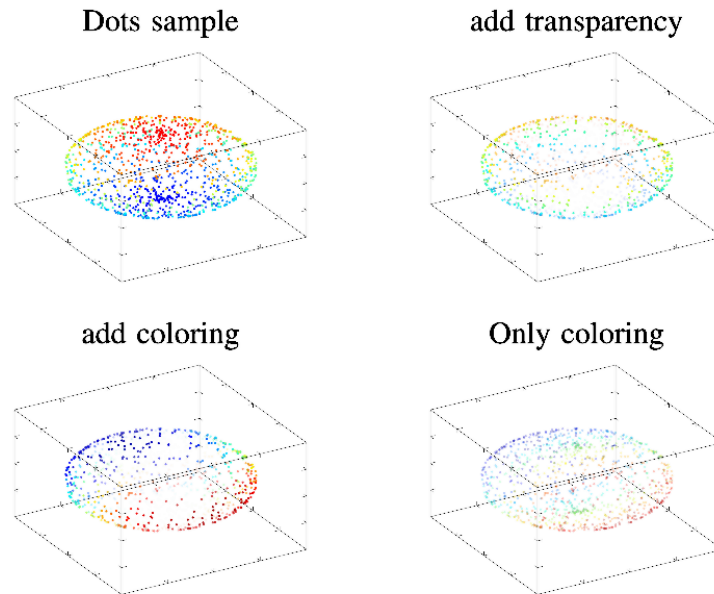 Dots sample
add transparency
add coloring
Only coloring